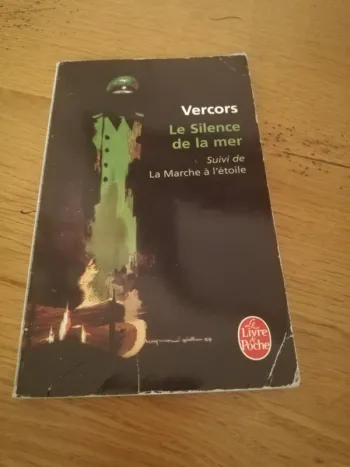 Vercors
Le Silence
de la mer
Suivi de
La Marche à l'étoile
Le
Livre
de
Poche